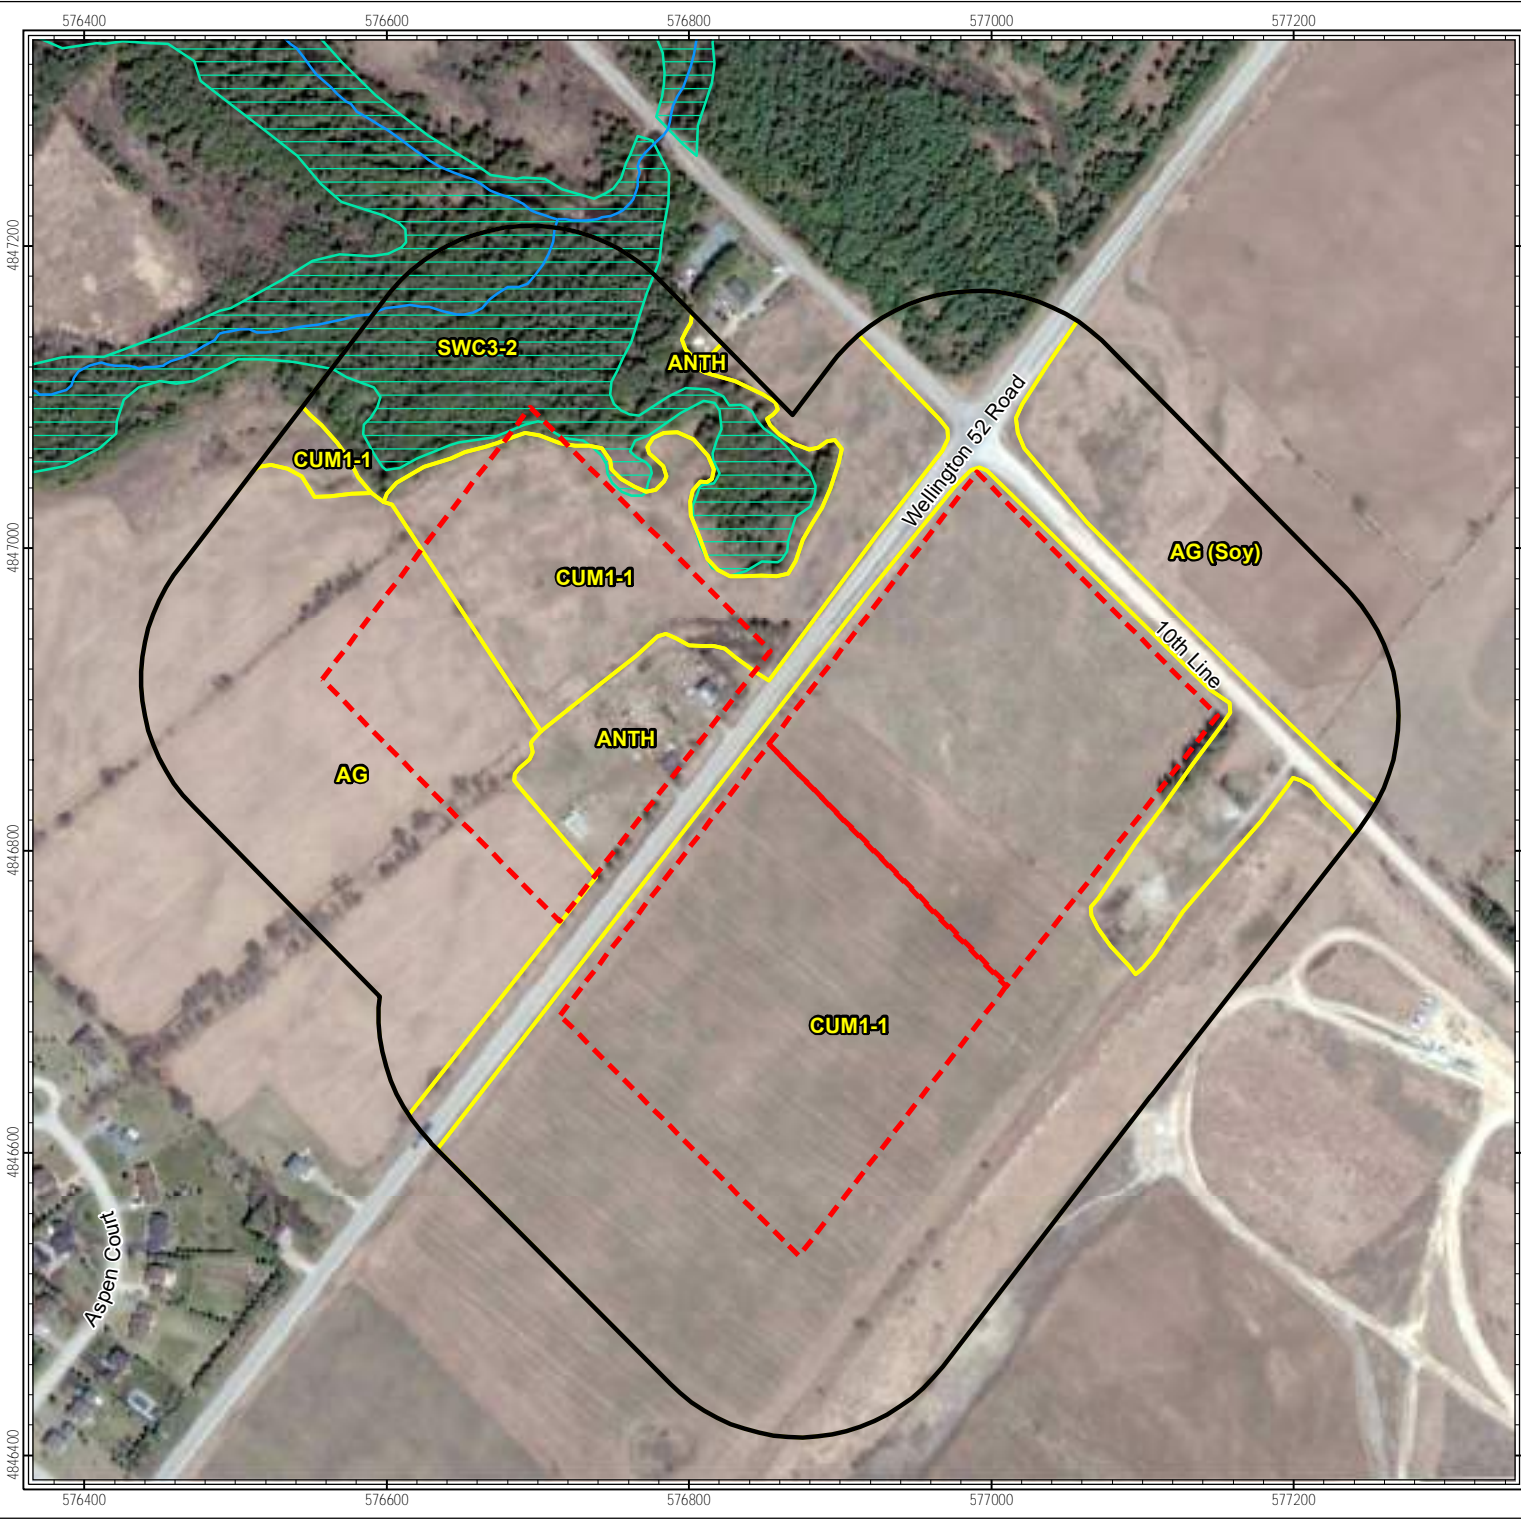 576400
576600
576800
577000
577200
4847200
4847000
4846800
4846600
4846400
SWC3-2
ANTH
CUM1-1
Wellington 52 Road
AG (Soy)
CUM1-1
10th Line
ANTH
AG
CUM1-1
Aspen Court
576400
576600
576800
577000
577200